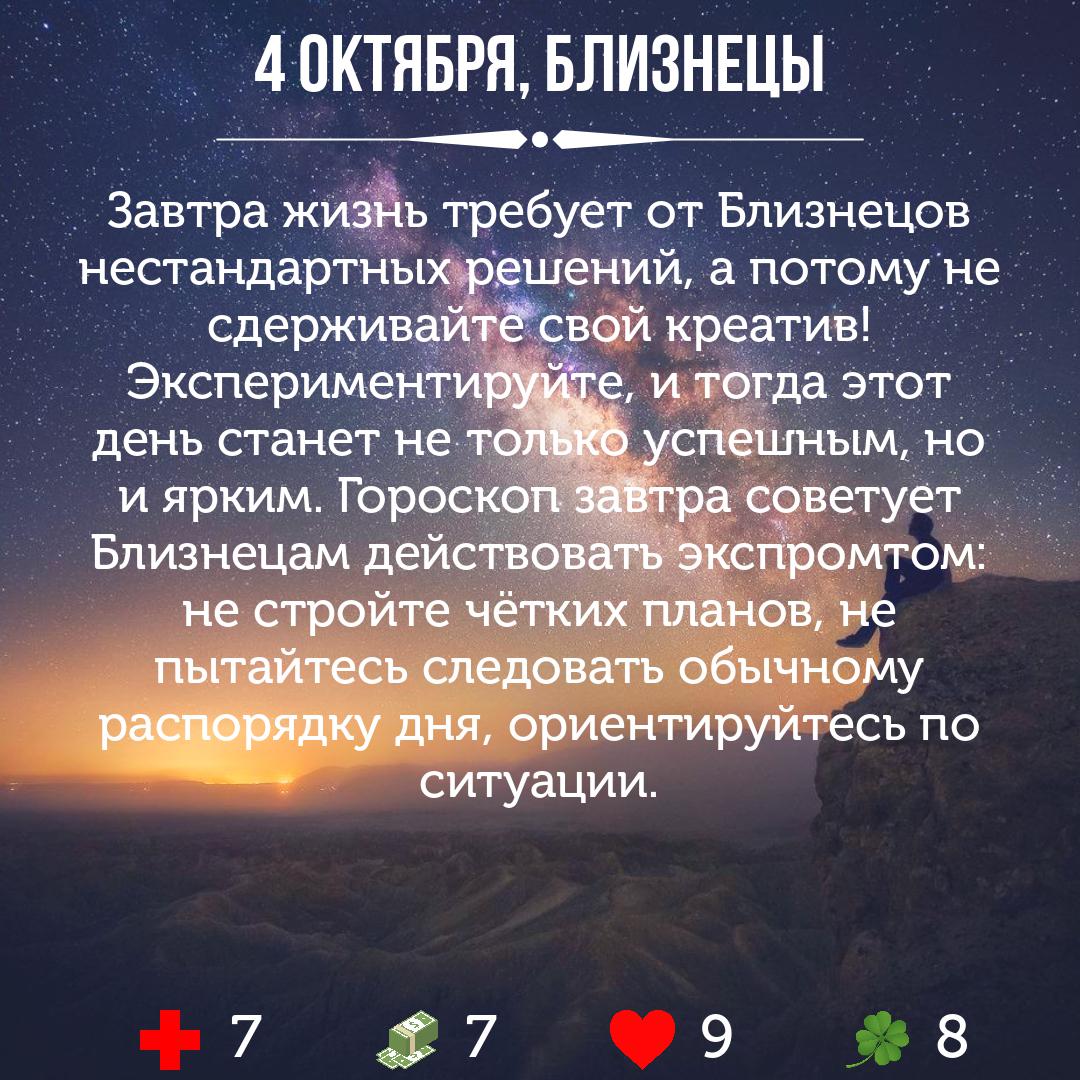 4 ОКТЯБРЯ, БЛИЗНЕЦЫ
Завтра жизнь требует от Близнецов
нестандартных решений, а потому не
сдерживайте свой креатив!
Экспериментируйте, и тогда этот
день станет не только успешным, но
и ярким. Гороскоп завтра советует
Близнецам действовать экспромтом:
не стройте чётких планов, не
пытайтесь следовать обычному
распорядку дня, ориентируйтесь по
ситуации.
7 7 9 8